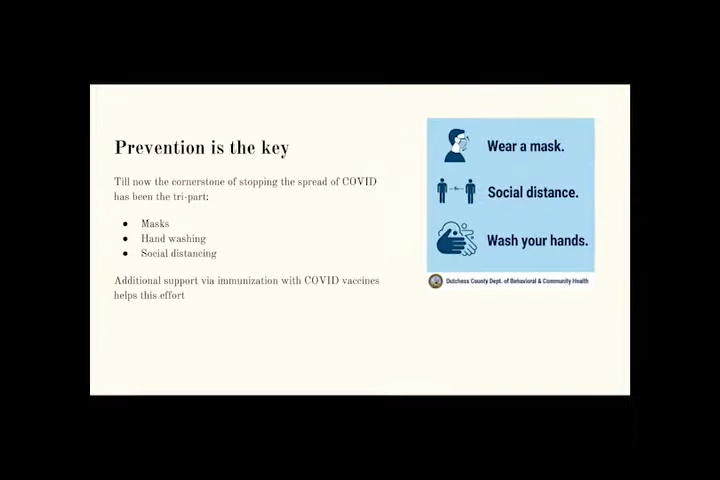 Prevention is the key
Till now the cornerstone of stopping the spread of COVID
has been the tri-part:
● Masks
● Hand washing
● Social distancing
Additional support via immunization with COVID vaccines
helps this effort
Wear a mask.
Social distance.
Wash your hands.
Dutchess County Dept. of Behavioral & Community Health